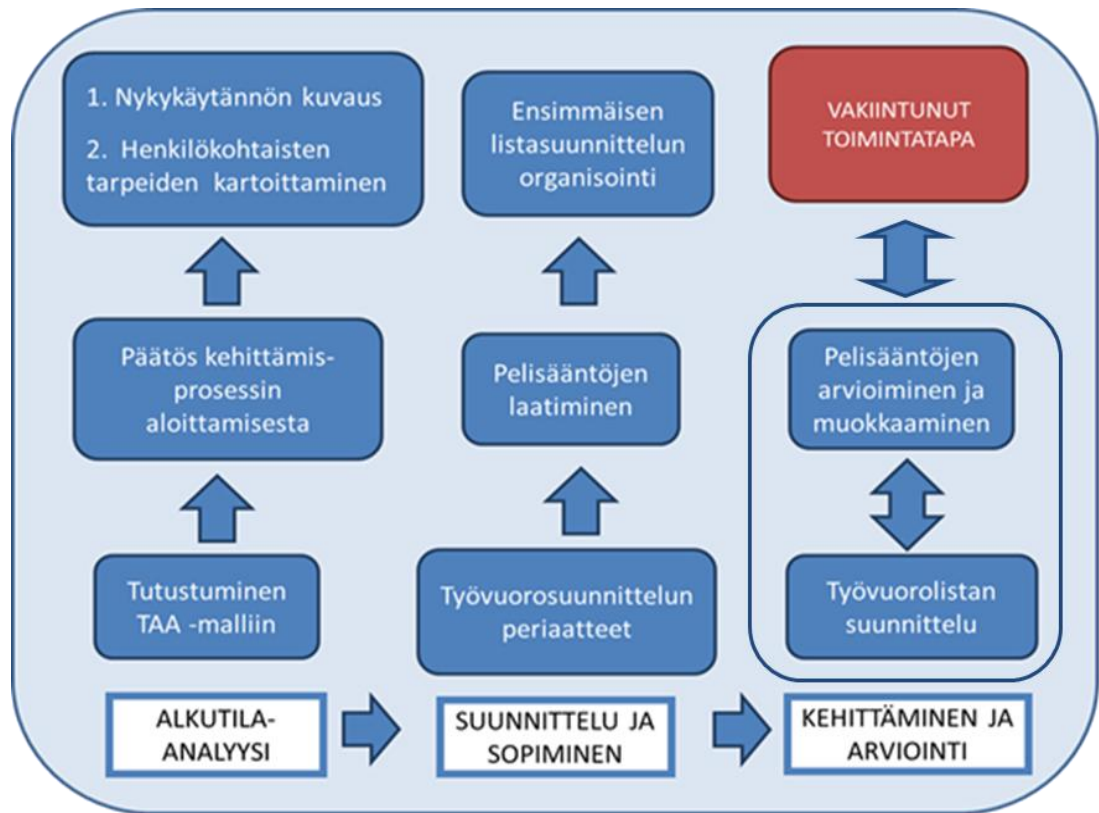 1. Nykykäytännön kuvaus
2. Henkilökohtaisten
tarpeiden kartoittaminen
Ensimmäisen
listasuunnittelun
organisointi
VAKIINTUNUT
TOIMINTATAPA
Päätös kehittämis-
prosessin
aloittamisesta
Pelisääntöjen
laatiminen
Pelisääntöjen
arvioiminen ja
muokkaaminen
Tutustuminen
TAA -malliin
Työvuorosuunnittelun
periaatteet
Työvuorolistan
suunnittelu
ALKUTILA-
ANALYYSI
SUUNNITTELU JA
SOPIMINEN
KEHITTÄMINEN JA
ARVIOINTI